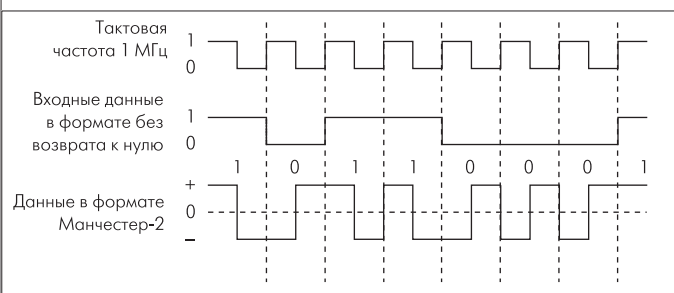 Тактовая
частота 1 МГц
1
0
Входные данные
в формате без
возврата к нулю
1
0
1 0 1 1 0 0 0 1
Данные в формате
Манчестер-2
+
0
–